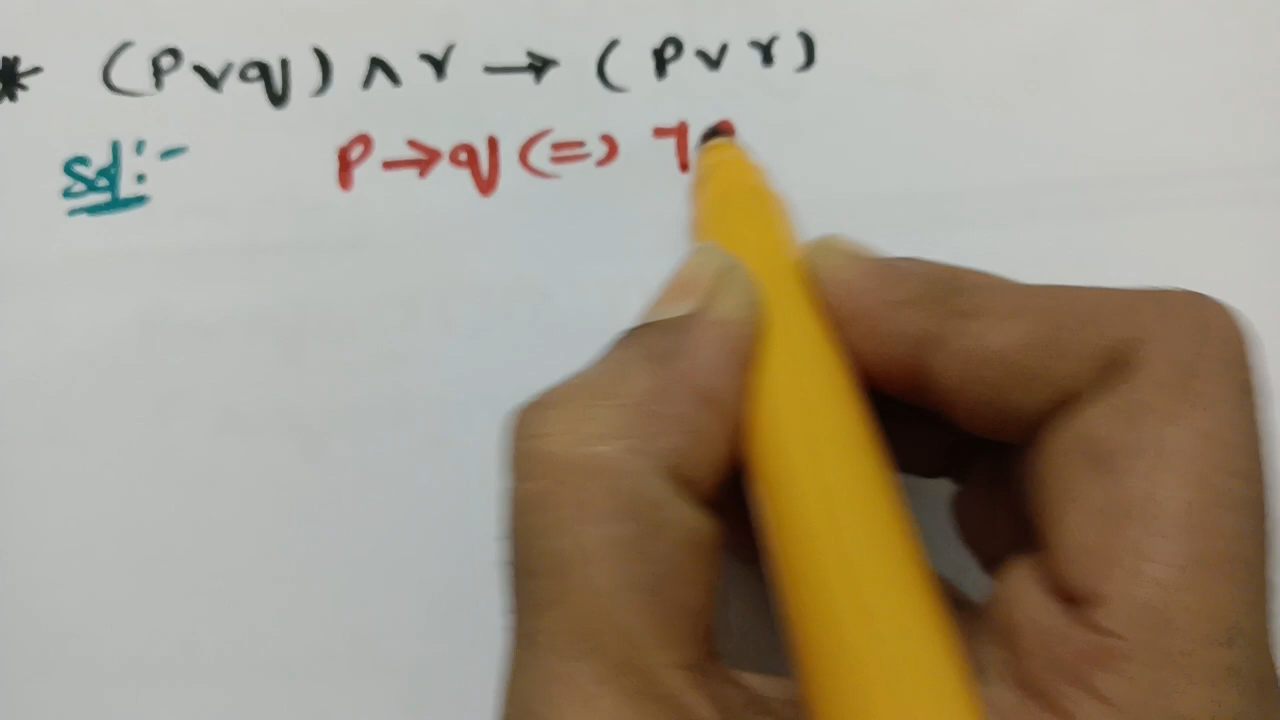 * (P∨q) ∧ r → (P∨r)
Sol:- P→q (=) ㄱ